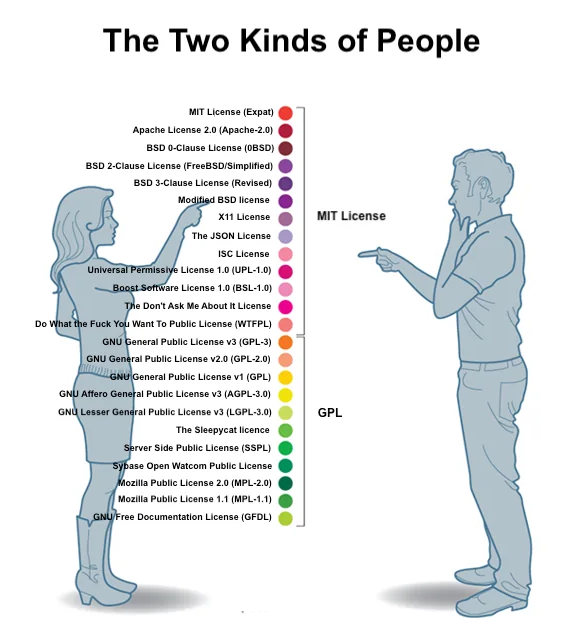 The Two Kinds of People
MIT License (Expat)
Apache License 2.0 (Apache-2.0)
BSD 0-Clause License (0BSD)
BSD 2-Clause License (FreeBSD/Simplified)
BSD 3-Clause License (Revised)
Modified BSD license
X11 License
The JSON License
ISC License
Universal Permissive License 1.0 (UPL-1.0)
Boost Software License 1.0 (BSL-1.0)
The Don't Ask Me About It License
Do What the Fuck You Want To Public License (WTFPL)
MIT License
GNU General Public License v3 (GPL-3)
GNU General Public License v2.0 (GPL-2.0)
GNU General Public License v1 (GPL)
GNU Affero General Public License v3 (AGPL-3.0)
GNU Lesser General Public License v3 (LGPL-3.0)
The Sleepycat licence
Server Side Public License (SSPL)
Sybase Open Watcom Public License
Mozilla Public License 2.0 (MPL-2.0)
Mozilla Public License 1.1 (MPL-1.1)
GNU Free Documentation License (GFDL)
GPL